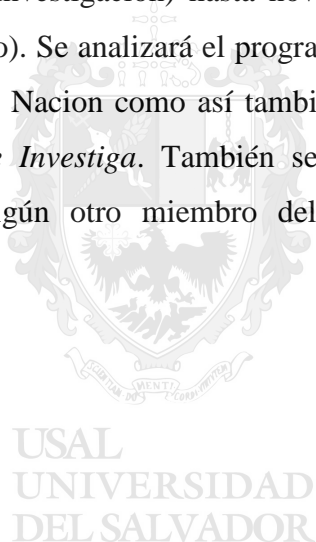 investigación) hasta nov
o). Se analizará el progra
Nacion como así tambi
Investiga. También se
gún otro miembro del
USAL
UNIVERSIDAD
DEL SALVADOR